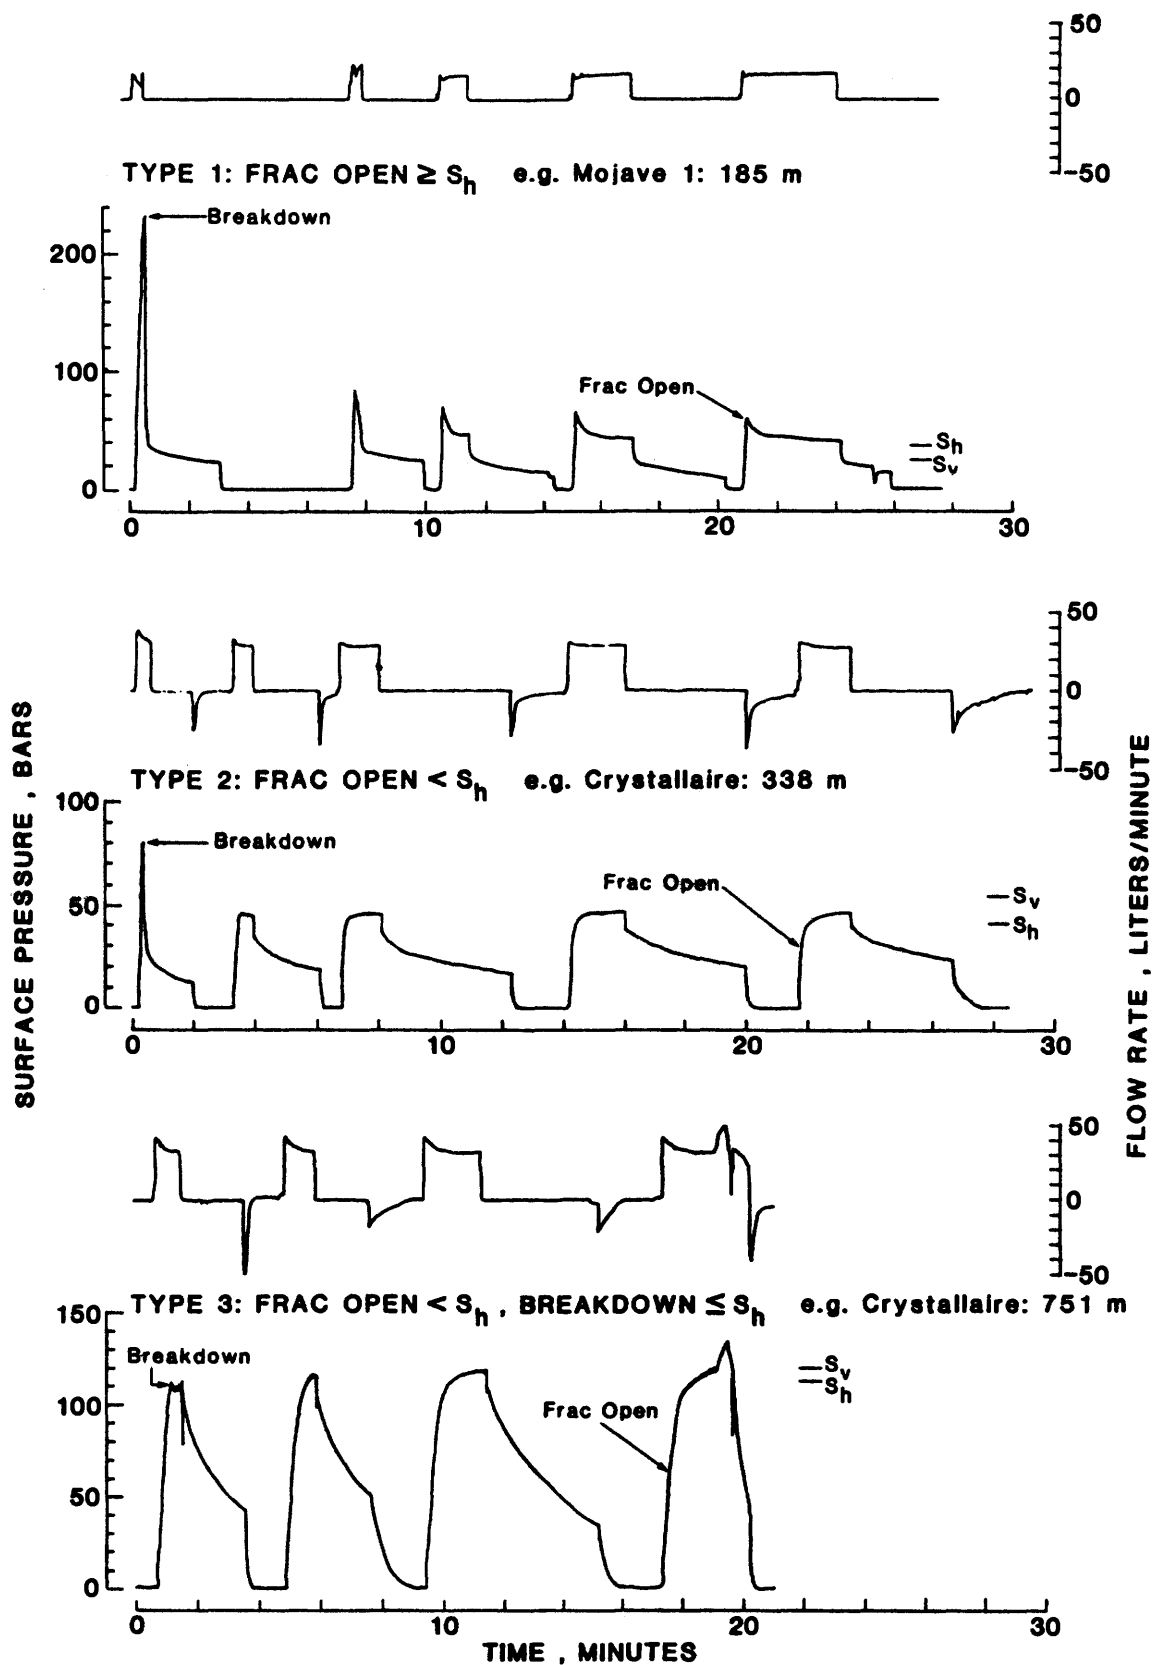 50
0
-50
TYPE 1: FRAC OPEN ≥ Sh e.g. Mojave 1: 185 m
Breakdown
200
100
0
Frac Open
Sh
Sv
0 10 20 30
50
0
-50
TYPE 2: FRAC OPEN < Sh e.g. Crystallaire: 338 m
100
50
0
Breakdown
Frac Open
Sv
Sh
0 10 20 30
SURFACE PRESSURE , BARS
FLOW RATE , LITERS/MINUTE
50
0
-50
TYPE 3: FRAC OPEN < Sh , BREAKDOWN ≤ Sh e.g. Crystallaire: 751 m
150
100
50
0
Breakdown
Frac Open
Sv
Sh
0 10 20 30
TIME , MINUTES